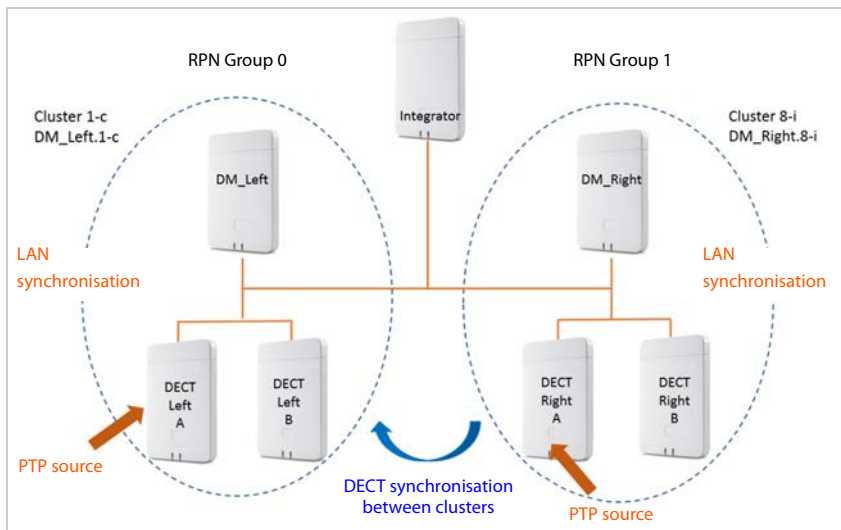 RPN Group 0
RPN Group 1
Cluster 1-c
DM_Left.1-c
Integrator
Cluster 8-i
DM_Right.8-i
DM_Left
DM_Right
LAN
synchronisation
LAN
synchronisation
DECT
Left
A
DECT
Left
B
DECT
Right
A
DECT
Right
B
PTP source
DECT synchronisation
between clusters
PTP source